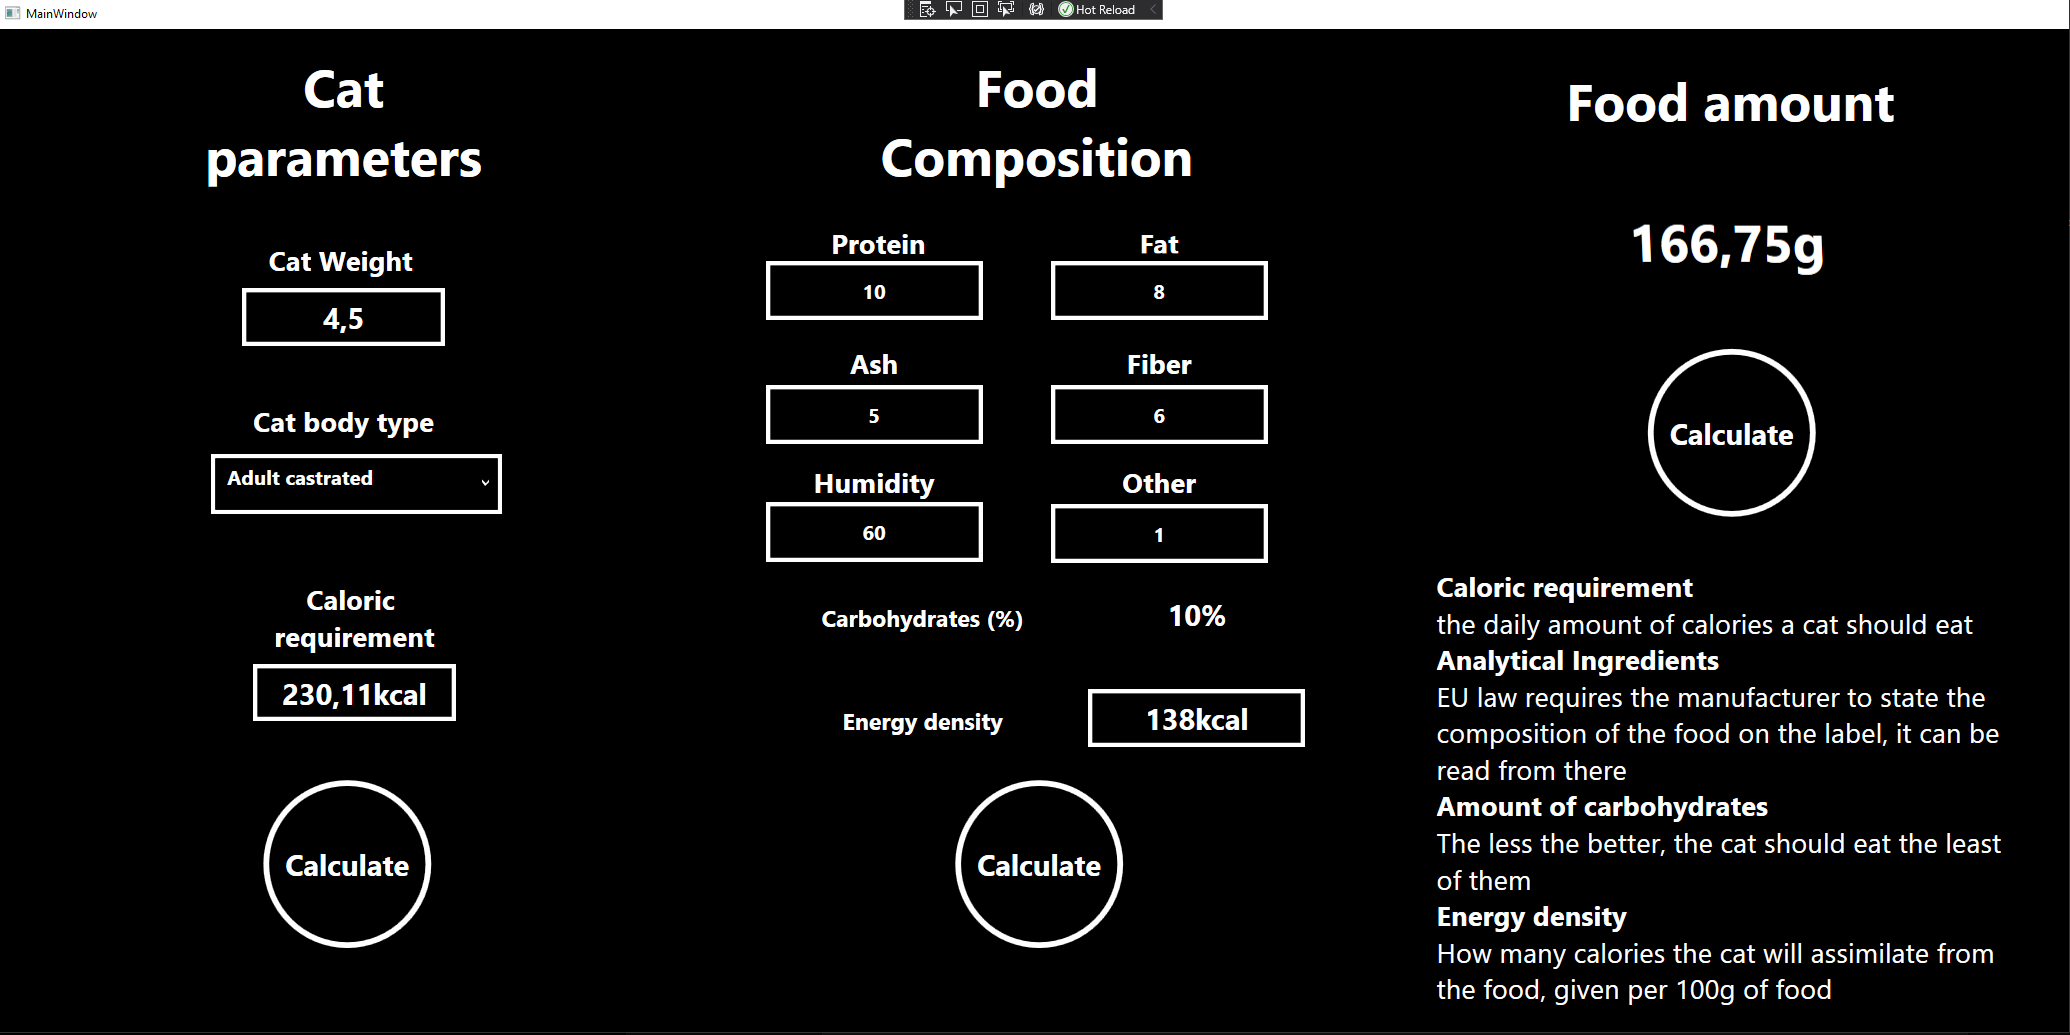 MainWindow
Hot Reload
Cat
parameters
Cat Weight
4,5
Cat body type
Adult castrated
Caloric
requirement
230,11kcal
Calculate
Food
Composition
Protein
Fat
10
8
Ash
Fiber
5
6
Humidity
Other
60
1
Carbohydrates (%)
10%
Energy density
138kcal
Calculate
Food amount
166,75g
Calculate
Caloric requirement
the daily amount of calories a cat should eat
Analytical Ingredients
EU law requires the manufacturer to state the
composition of the food on the label, it can be
read from there
Amount of carbohydrates
The less the better, the cat should eat the least
of them
Energy density
How many calories the cat will assimilate from
the food, given per 100g of food